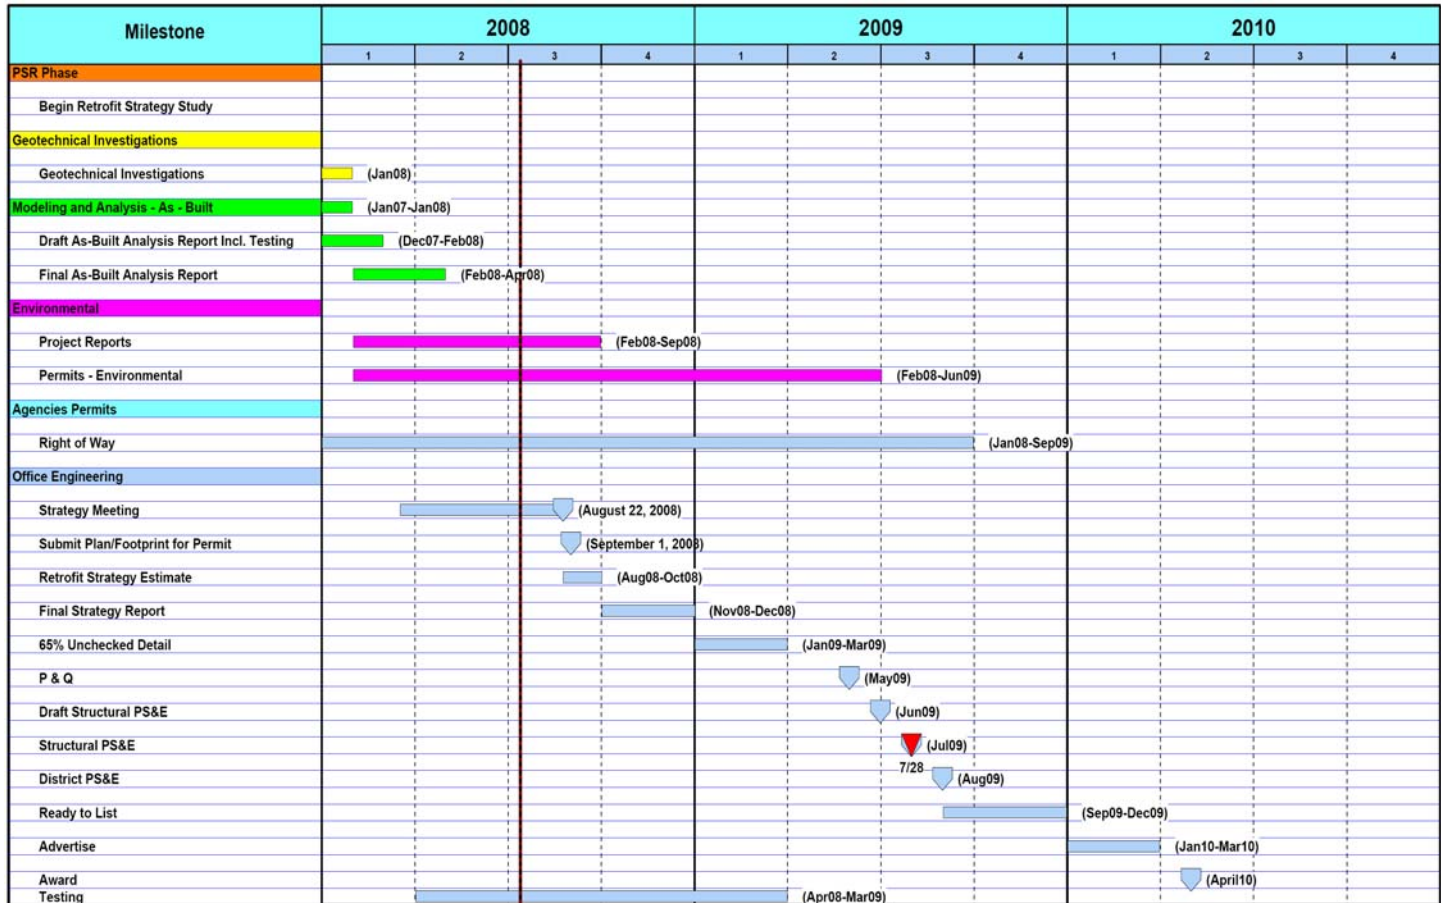 Milestone 2008 2009 2010
1 2 3 4 1 2 3 4 1 2 3 4
PSR Phase
Begin Retrofit Strategy Study
Geotechnical Investigations
Geotechnical Investigations (Jan08)
Modeling and Analysis - As - Built (Jan07-Jan08)
Draft As-Built Analysis Report Incl. Testing (Dec07-Feb08)
Final As-Built Analysis Report (Feb08-Apr08)
Environmental
Project Reports (Feb08-Sep08)
Permits - Environmental (Feb08-Jun09)
Agencies Permits
Right of Way (Jan08-Sep09)
Office Engineering
Strategy Meeting (August 22, 2008)
Submit Plan/Footprint for Permit (September 1, 2008)
Retrofit Strategy Estimate (Aug08-Oct08)
Final Strategy Report (Nov08-Dec08)
65% Unchecked Detail (Jan09-Mar09)
P & Q (May09)
Draft Structural PS&E (Jun09)
Structural PS&E (Jul09)
7/28
District PS&E (Aug09)
Ready to List (Sep09-Dec09)
Advertise (Jan10-Mar10)
Award (April10)
Testing (Apr08-Mar09)